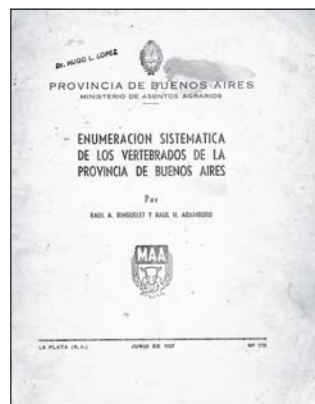 Dr. HUGO L. LOPEZ
PROVINCIA DE BUENOS AIRES
MINISTERIO DE ASUNTOS AGRARIOS
ENUMERACION SISTEMATICA
DE LOS VERTEBRADOS DE LA
PROVINCIA DE BUENOS AIRES
Por
RAUL A. RINGUELET Y RAUL H. ARAMBURU
MAA
LA PLATA (R.A.) JUNIO DE 1957 Nº